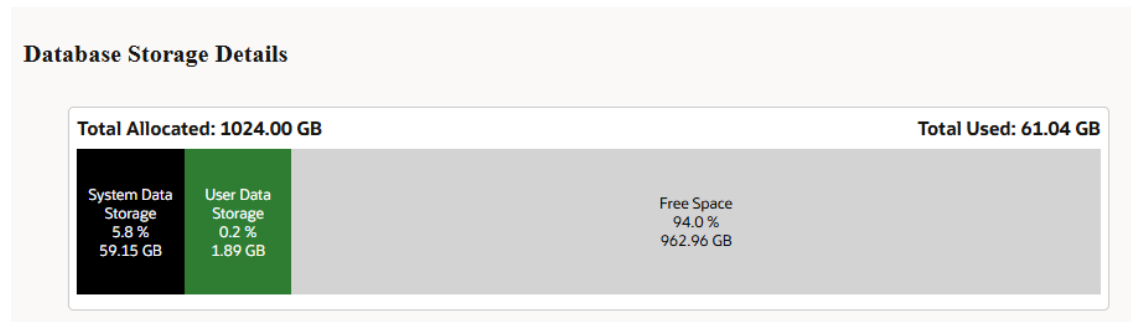 Database Storage Details
Total Allocated: 1024.00 GB
Total Used: 61.04 GB
System Data
Storage
5.8 %
59.15 GB
User Data
Storage
0.2 %
1.89 GB
Free Space
94.0 %
962.96 GB